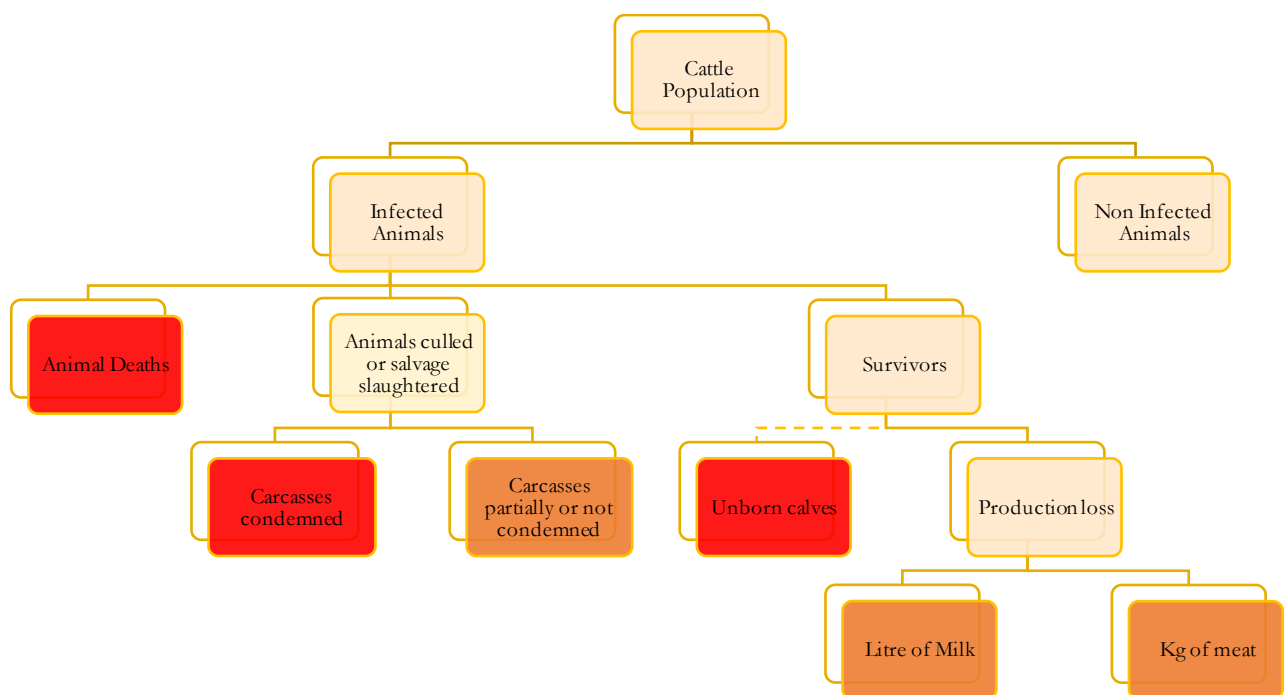 Cattle
Population
Infected
Animals
Non Infected
Animals
Animal Deaths
Animals culled
or salvage
slaughtered
Survivors
Carcasses
condemned
Carcasses
partially or not
condemned
Unborn calves
Production loss
Litre of Milk
Kg of meat